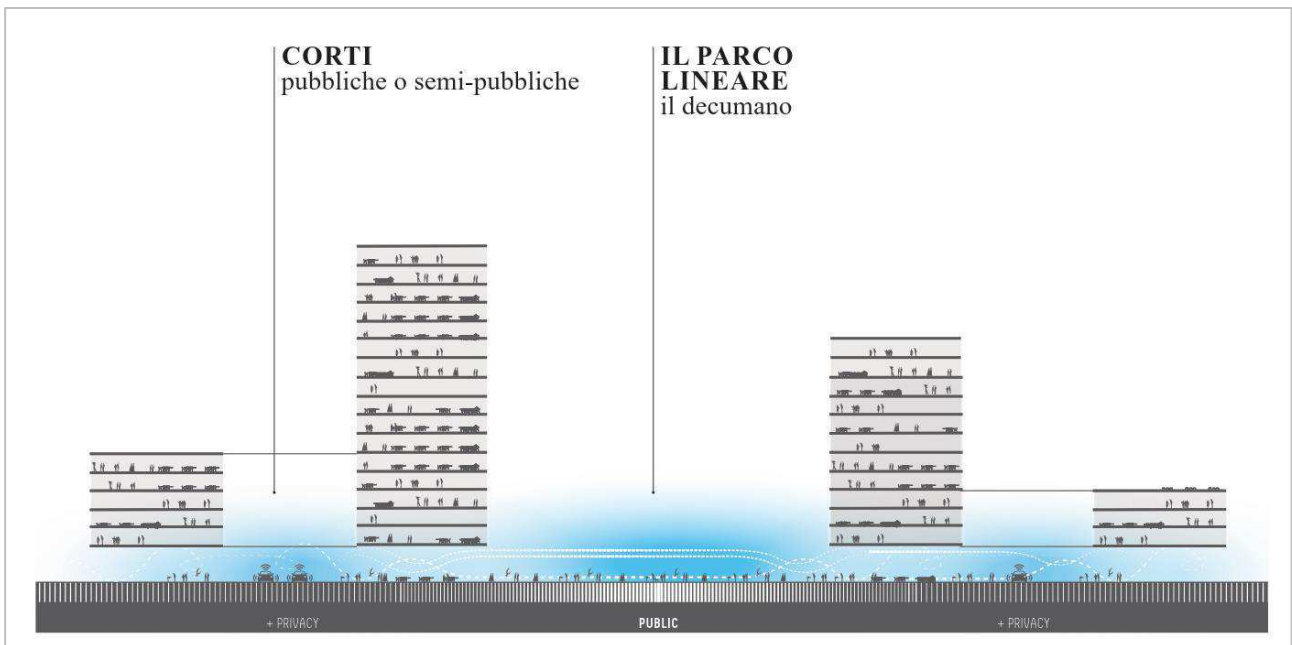 CORTI
pubbliche o semi-pubbliche
IL PARCO
LINEARE
il decumano
+ PRIVACY
PUBLIC
+ PRIVACY